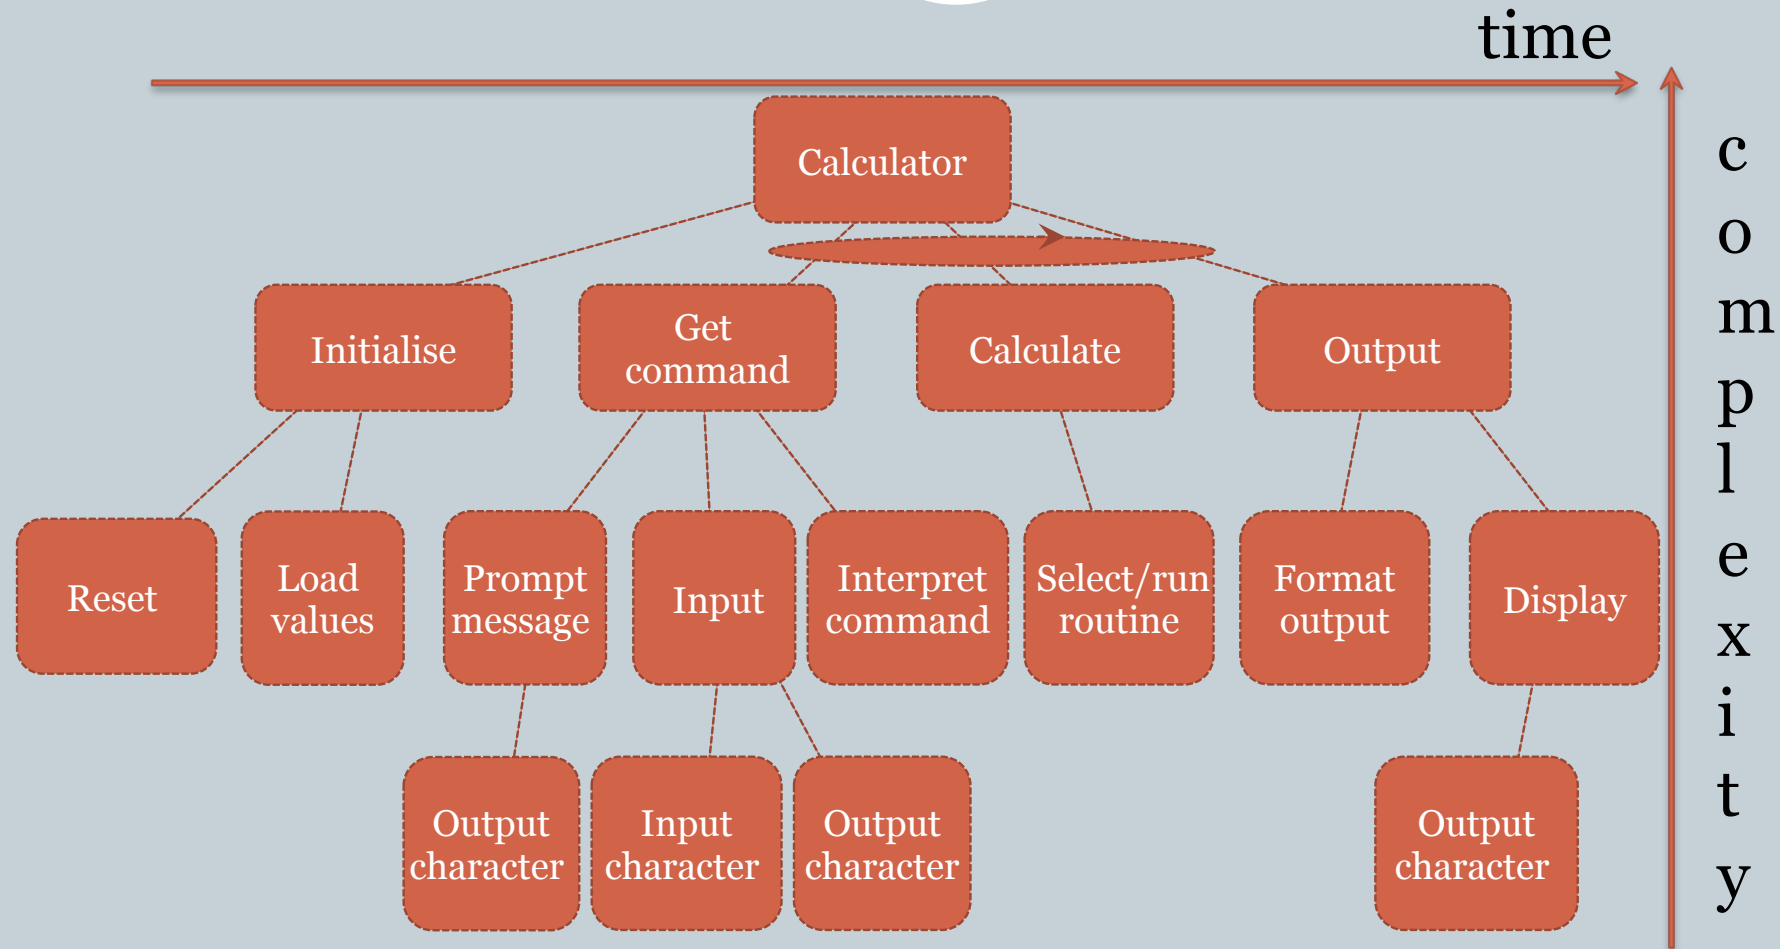 time
complexity
Calculator
Initialise
Get
command
Calculate
Output
Reset
Load
values
Prompt
message
Input
Interpret
command
Select/run
routine
Format
output
Display
Output
character
Input
character
Output
character
Output
character